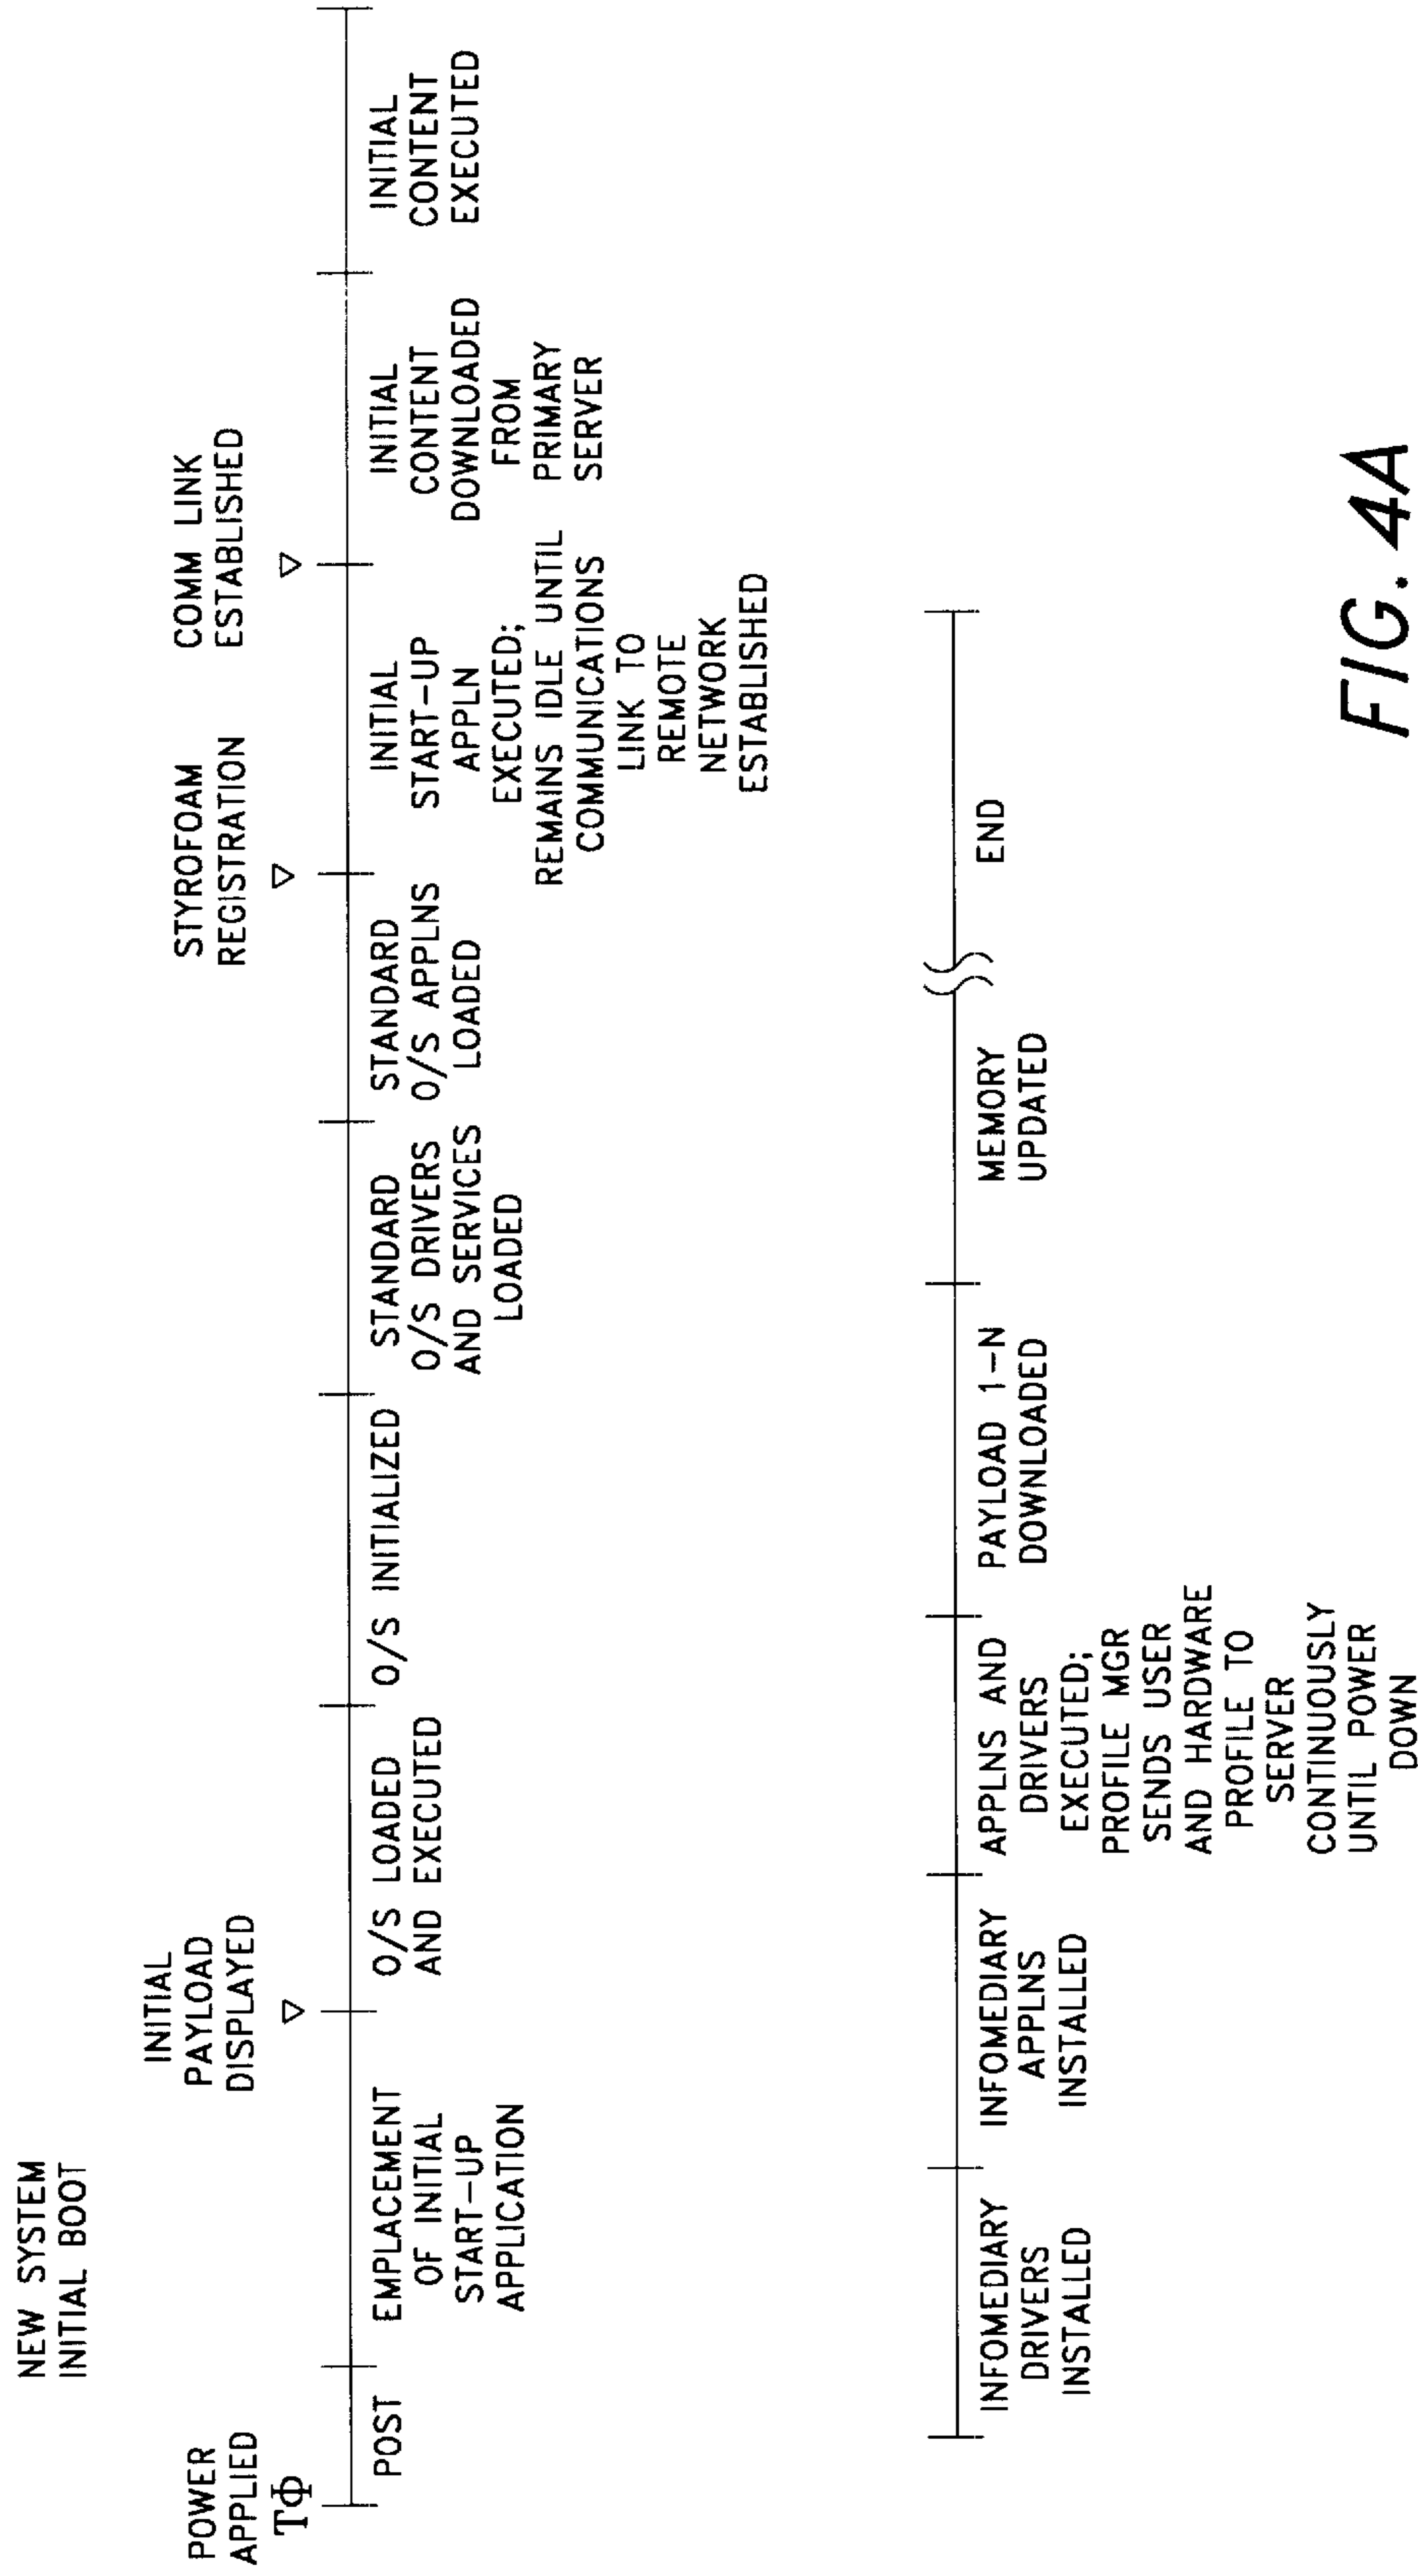 NEW SYSTEM
INITIAL BOOT
POWER
APPLIED
TΦ
INITIAL
PAYLOAD
DISPLAYED
STYROFOAM
REGISTRATION
COMM LINK
ESTABLISHED
POST
EMPLACEMENT
OF INITIAL
START-UP
APPLICATION
O/S LOADED
AND EXECUTED
O/S INITIALIZED
STANDARD
O/S DRIVERS
AND SERVICES
LOADED
STANDARD
O/S APPLNS
LOADED
INITIAL
START-UP
APPLN
EXECUTED;
REMAINS IDLE UNTIL
COMMUNICATIONS
LINK TO
REMOTE
NETWORK
ESTABLISHED
INITIAL
CONTENT
DOWNLOADED
FROM
PRIMARY
SERVER
INITIAL
CONTENT
EXECUTED
INFOMEDIARY
DRIVERS
INSTALLED
INFOMEDIARY
APPLNS
INSTALLED
APPLNS AND
DRIVERS
EXECUTED;
PROFILE MGR
SENDS USER
AND HARDWARE
PROFILE TO
SERVER
CONTINUOUSLY
UNTIL POWER
DOWN
PAYLOAD 1-N
DOWNLOADED
MEMORY
UPDATED
END
FIG. 4A